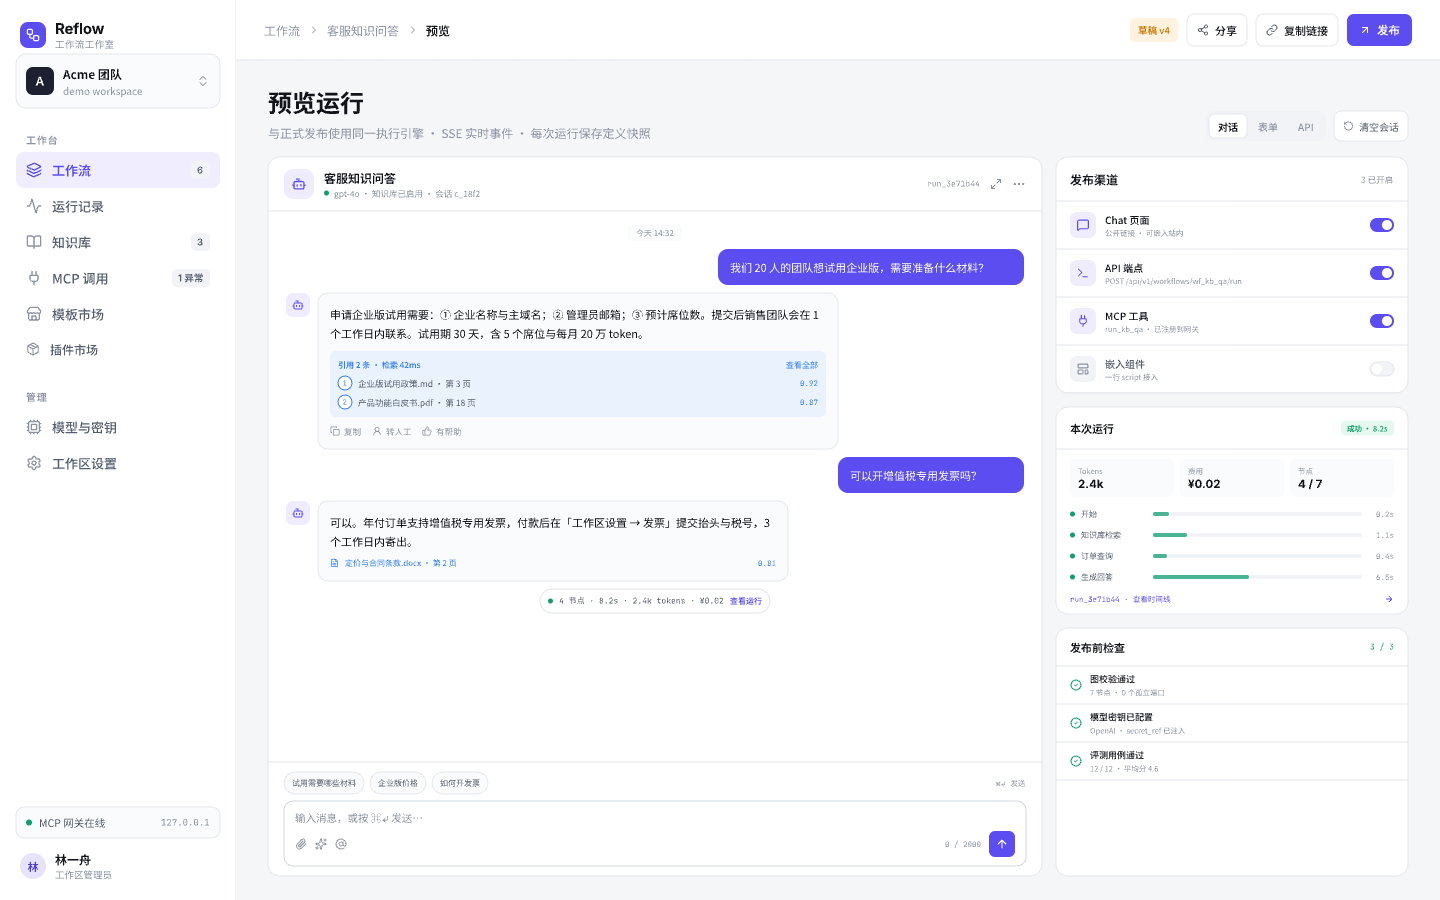 Reflow
工作流工作室
A
Acme 团队
demo workspace
工作台
工作流
6
运行记录
知识库
3
MCP 调用
1 异常
模板市场
插件市场
管理
模型与密钥
工作区设置
MCP 网关在线
127.0.0.1
林
林一舟
工作区管理员
工作流
客服知识问答
预览
草稿 v4
分享
复制链接
发布
预览运行
与正式发布使用同一执行引擎 • SSE 实时事件 • 每次运行保存定义快照
对话
表单
API
清空会话
客服知识问答
gpt-4o • 知识库已启用 • 会话 c_18f2
run_3e71b44
今天 14:32
我们 20 人的团队想试用企业版，需要准备什么材料？
申请企业版试用需要：① 企业名称与主域名；② 管理员邮箱；③ 预计席位数。提交后销售团队会在 1
个工作日内联系。试用期 30 天，含 5 个席位与每月 20 万 token。
引用 2 条 • 检索 42ms
查看全部
1
企业版试用政策.md • 第 3 页
0.92
2
产品功能白皮书.pdf • 第 18 页
0.87
复制
转人工
有帮助
可以开增值税专用发票吗？
可以。年付订单支持增值税专用发票，付款后在「工作区设置 → 发票」提交抬头与税号，3
个工作日内寄出。
定价与合同条款.docx • 第 2 页
0.81
4 节点 · 8.2s · 2.4k tokens · ¥0.02 查看运行
试用需要哪些材料
企业版价格
如何开发票
⌘↵ 发送
输入消息，或按 ⌘↵ 发送…
0 / 2000
发布渠道
3 已开启
Chat 页面
公开链接 • 可嵌入站内
API 端点
POST /api/v1/workflows/wf_kb_qa/run
MCP 工具
run_kb_qa • 已注册到网关
嵌入组件
一行 script 接入
本次运行
成功 • 8.2s
Tokens
2.4k
费用
¥0.02
节点
4 / 7
开始
0.2s
知识库检索
1.1s
订单查询
0.4s
生成回答
6.5s
run_3e71b44 · 查看时间线
发布前检查
3 / 3
图校验通过
7 节点 • 0 个孤立端口
模型密钥已配置
OpenAI • secret_ref 已注入
评测用例通过
12 / 12 • 平均分 4.6